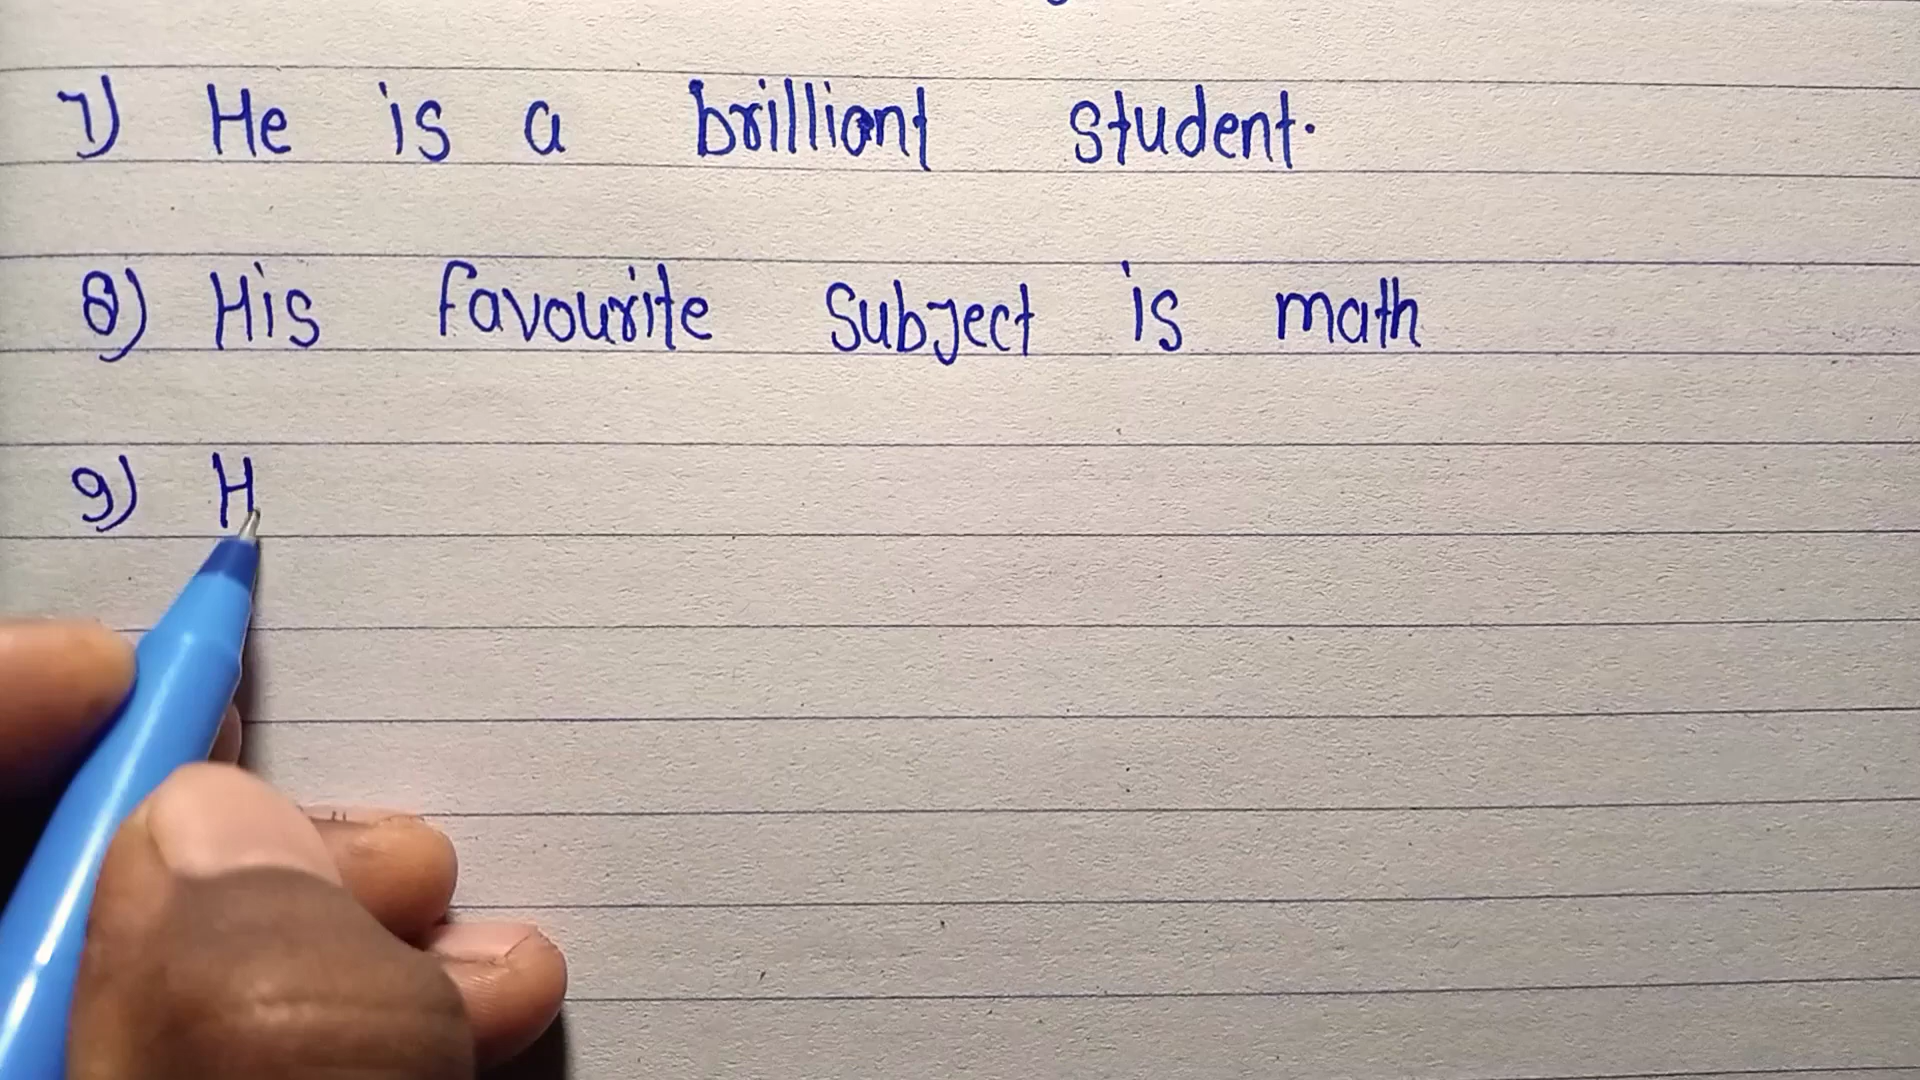 7) He is a brilliant student.
8) His favourite subject is math
9) H